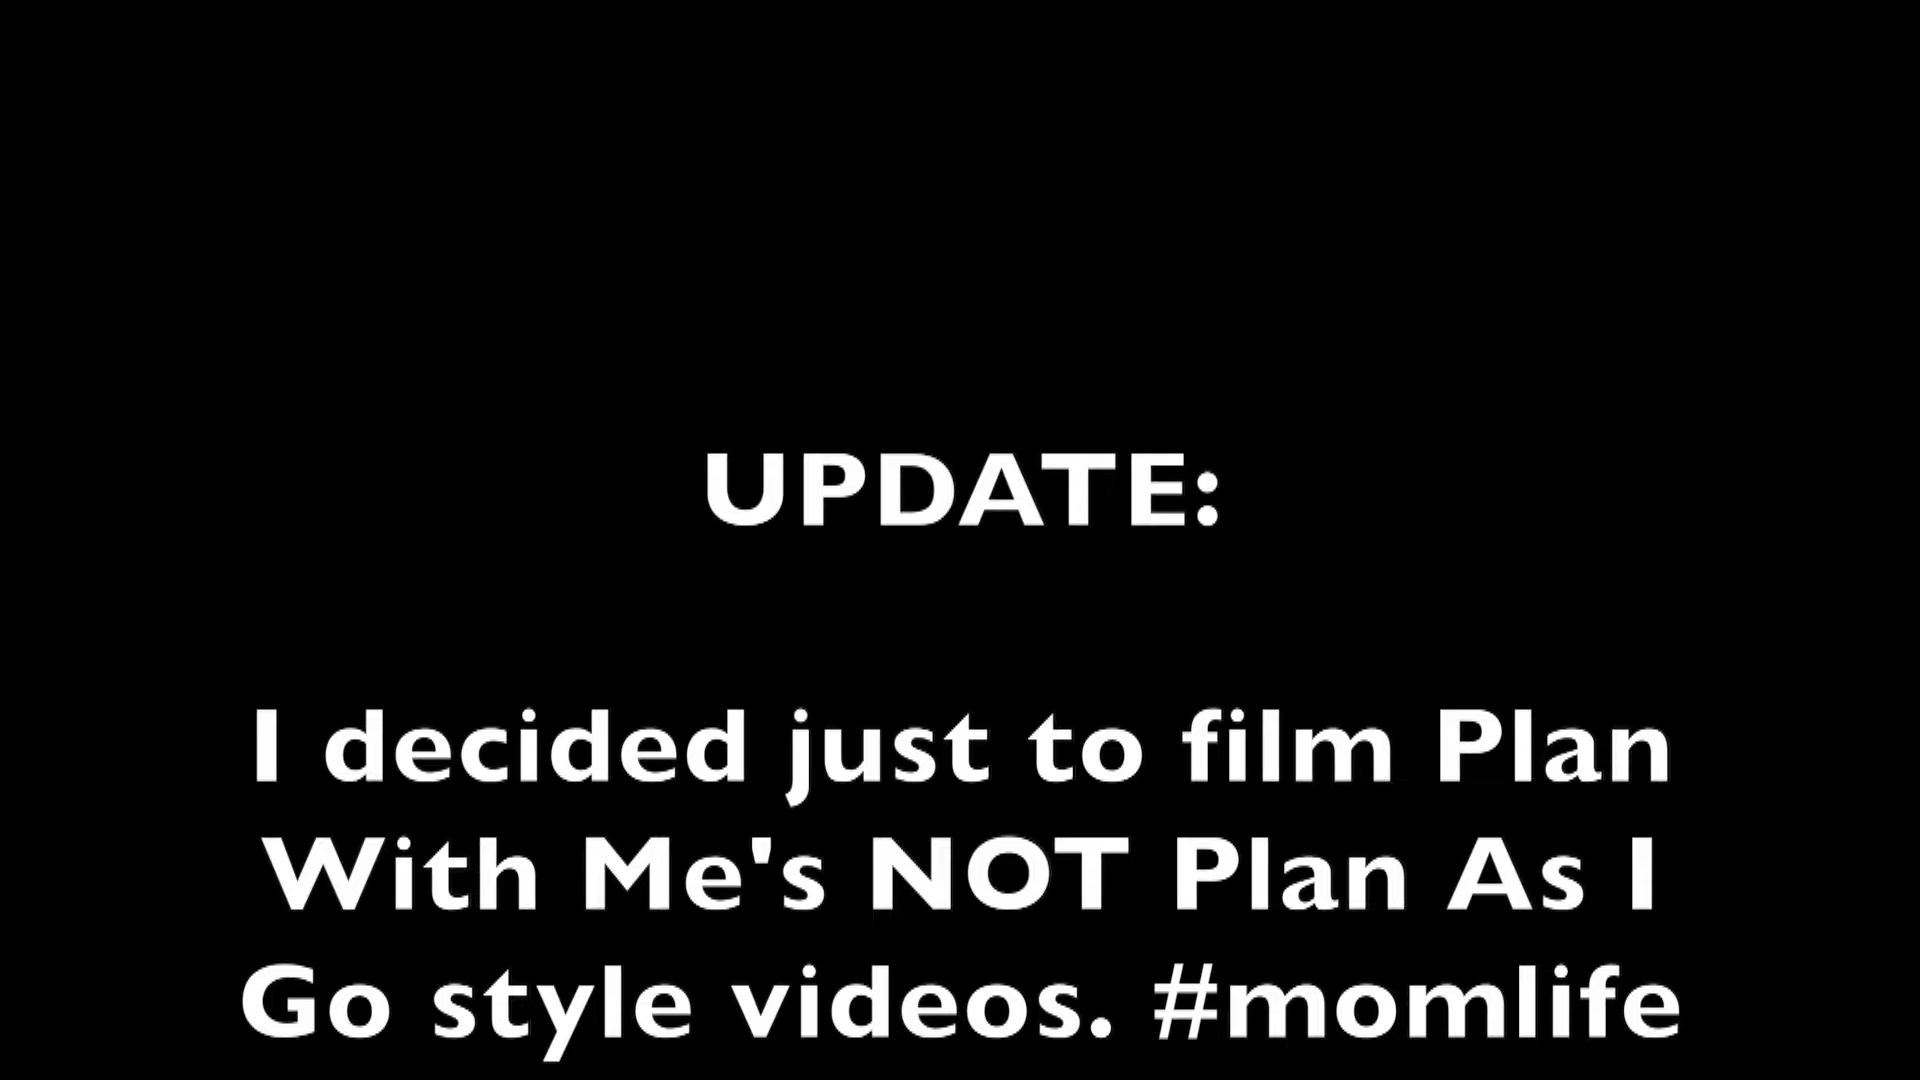 UPDATE:
I decided just to film Plan
With Me's NOT Plan As I
Go style videos. #momlife